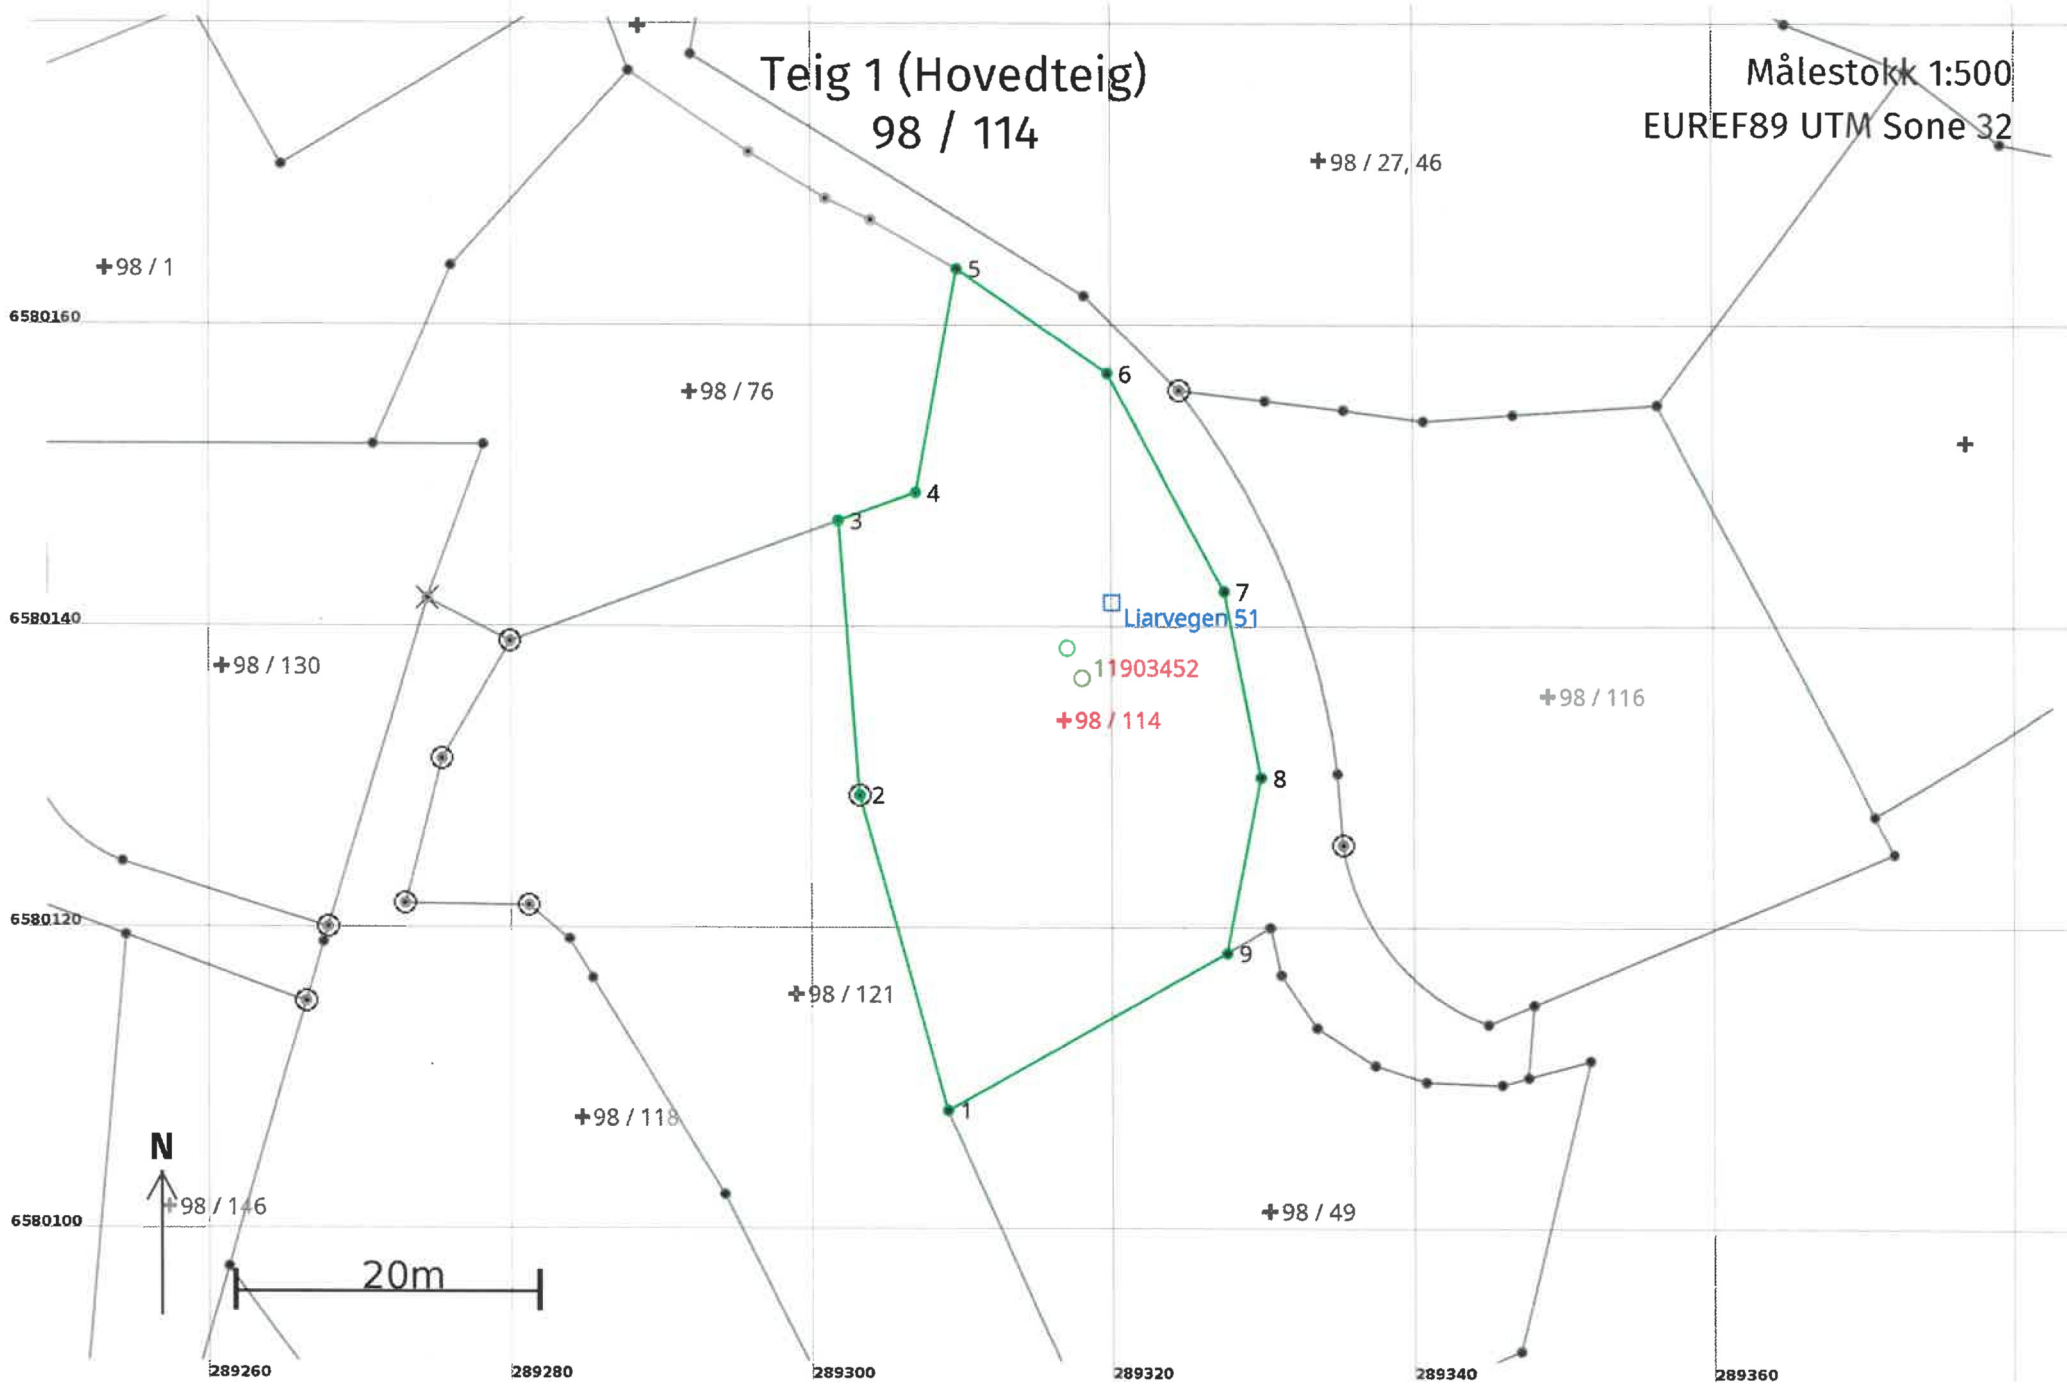 Teig 1 (Hovedteig)
98 / 114
Målestokk 1:500
EUREF89 UTM Sone 32
98 / 27, 46
98 / 1
5
6580160
6
98 / 76
4
3
7
Liarvegen 51
6580140
98 / 130
11903452
98 / 116
98 / 114
8
2
6580120
9
98 / 121
1
98 / 118
N
98 / 146
98 / 49
6580100
20m
289260
289280
289300
289320
289340
289360